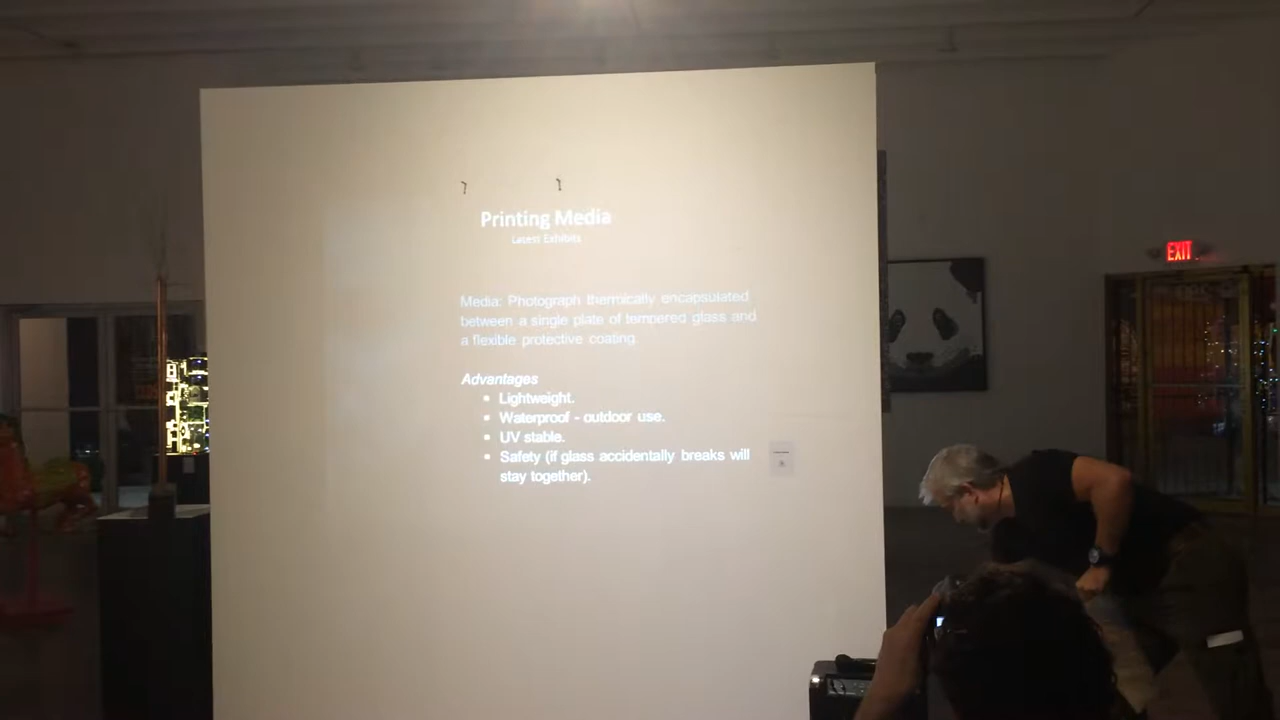 Printing Media
Latest Exhibits
Media: Photograph thermically encapsulated
between a single plate of tempered glass and
a flexible protective coating.
Advantages
Lightweight.
Waterproof - outdoor use.
UV stable.
Safety (if glass accidentally breaks will
stay together).
EXIT